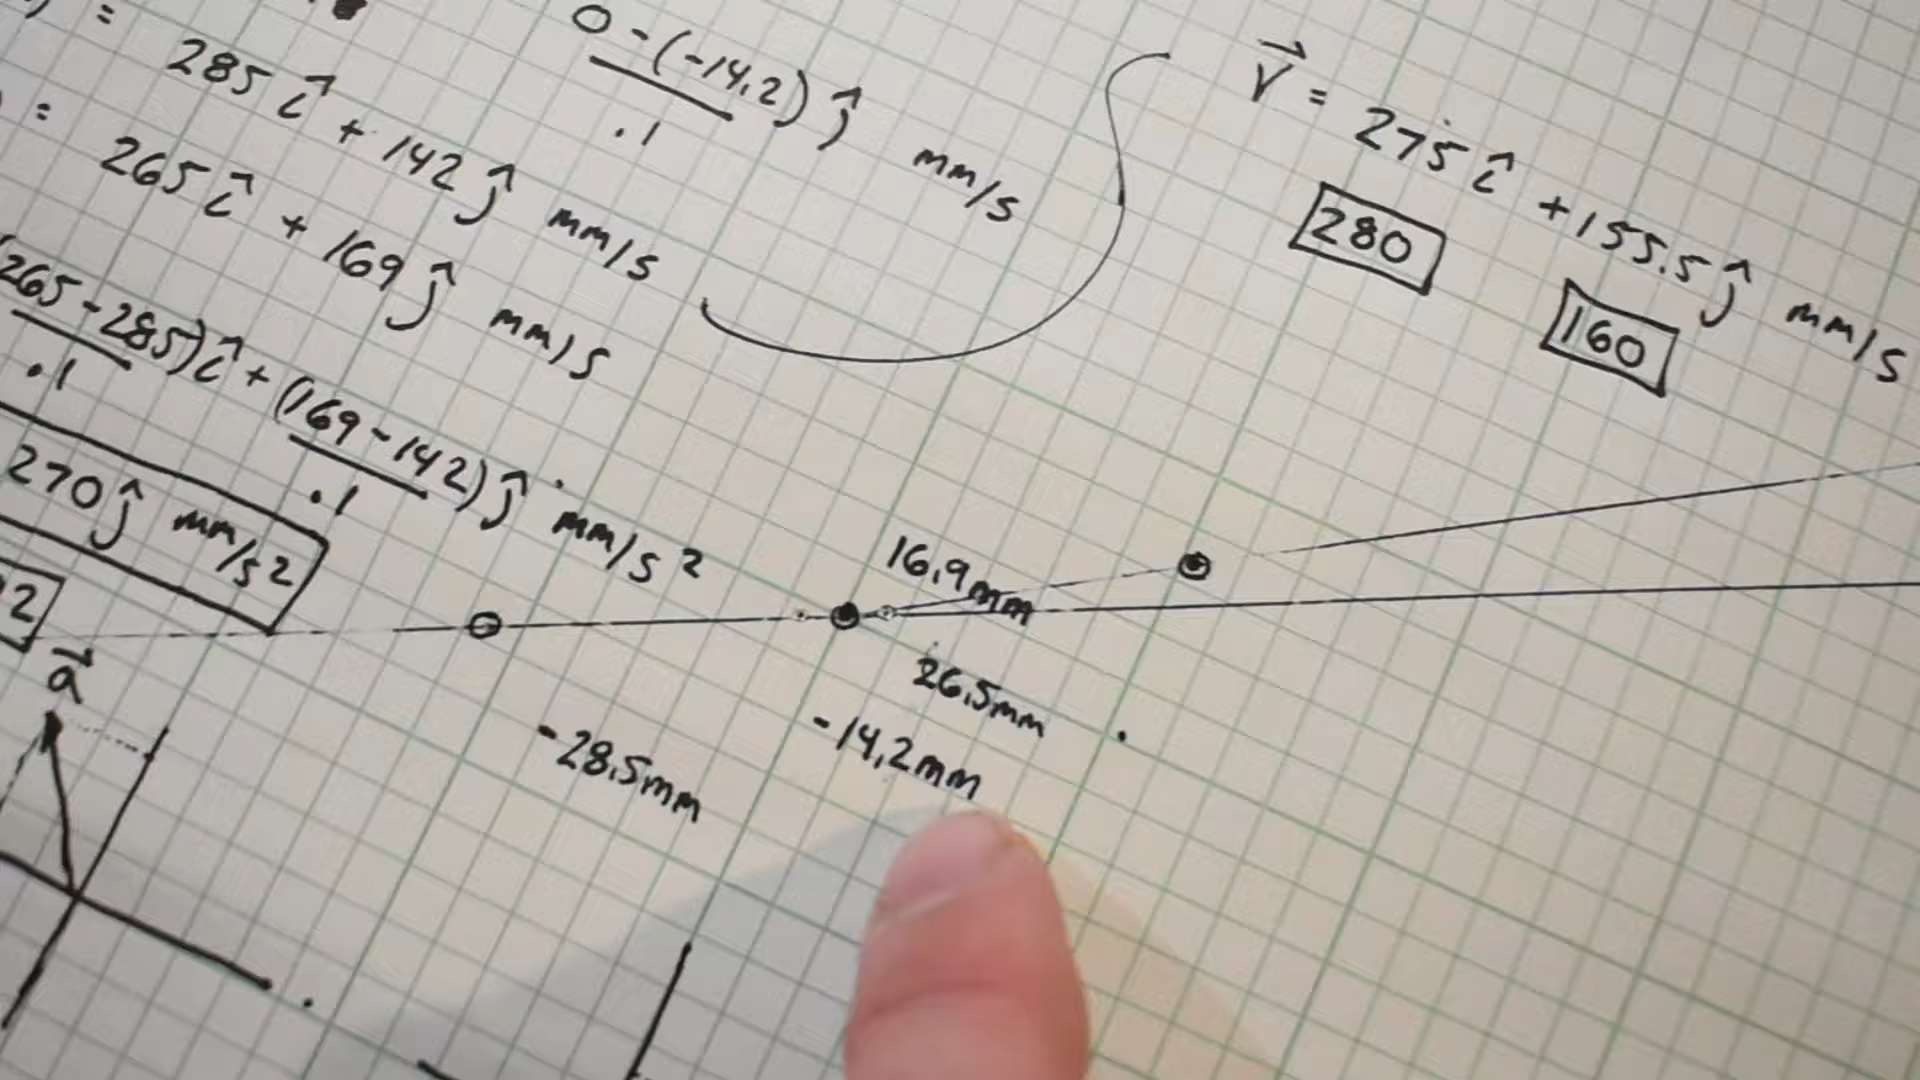 ) =
0 - (-14.2) ĵ mm/s
.1
285 î + 142 ĵ mm/s
) = 265 î + 169 ĵ mm/s
(265 - 285) î + (169 - 142) ĵ mm/s²
.1 .1
270 ĵ mm/s²
2
a⃗
V⃗ = 275 î + 155.5 ĵ mm/s
280
160
16.9mm
26.5mm
-14.2mm
-28.5mm